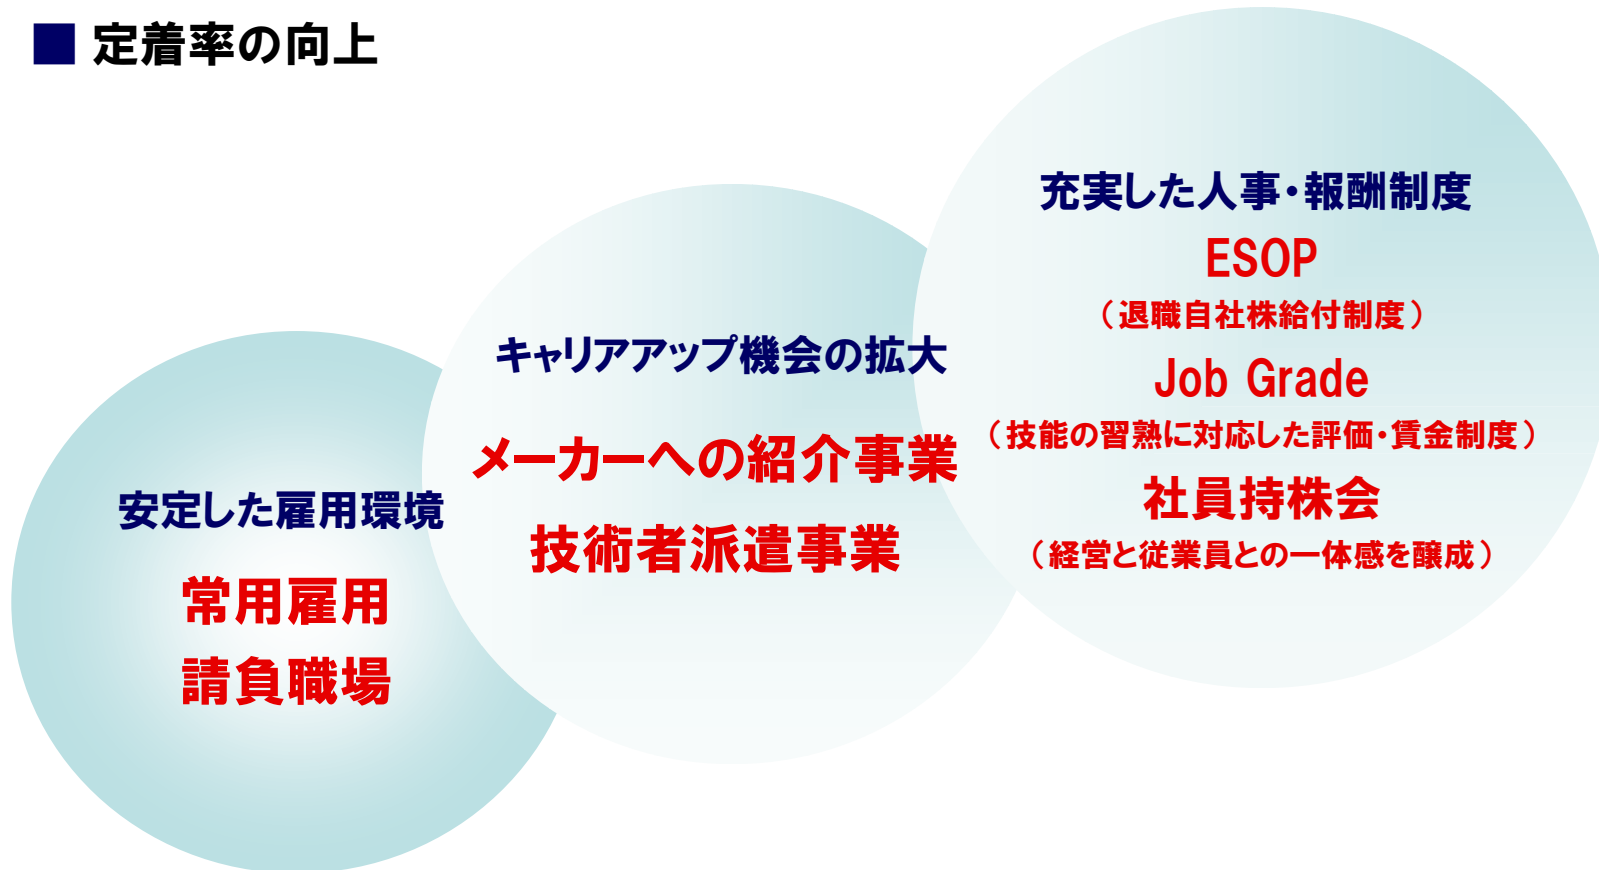 ■ 定着率の向上
安定した雇用環境
常用雇用
請負職場
キャリアアップ機会の拡大
メーカーへの紹介事業
技術者派遣事業
充実した人事・報酬制度
ESOP
（退職自社株給付制度）
Job Grade
（技能の習熟に対応した評価・賃金制度）
社員持株会
（経営と従業員との一体感を醸成）